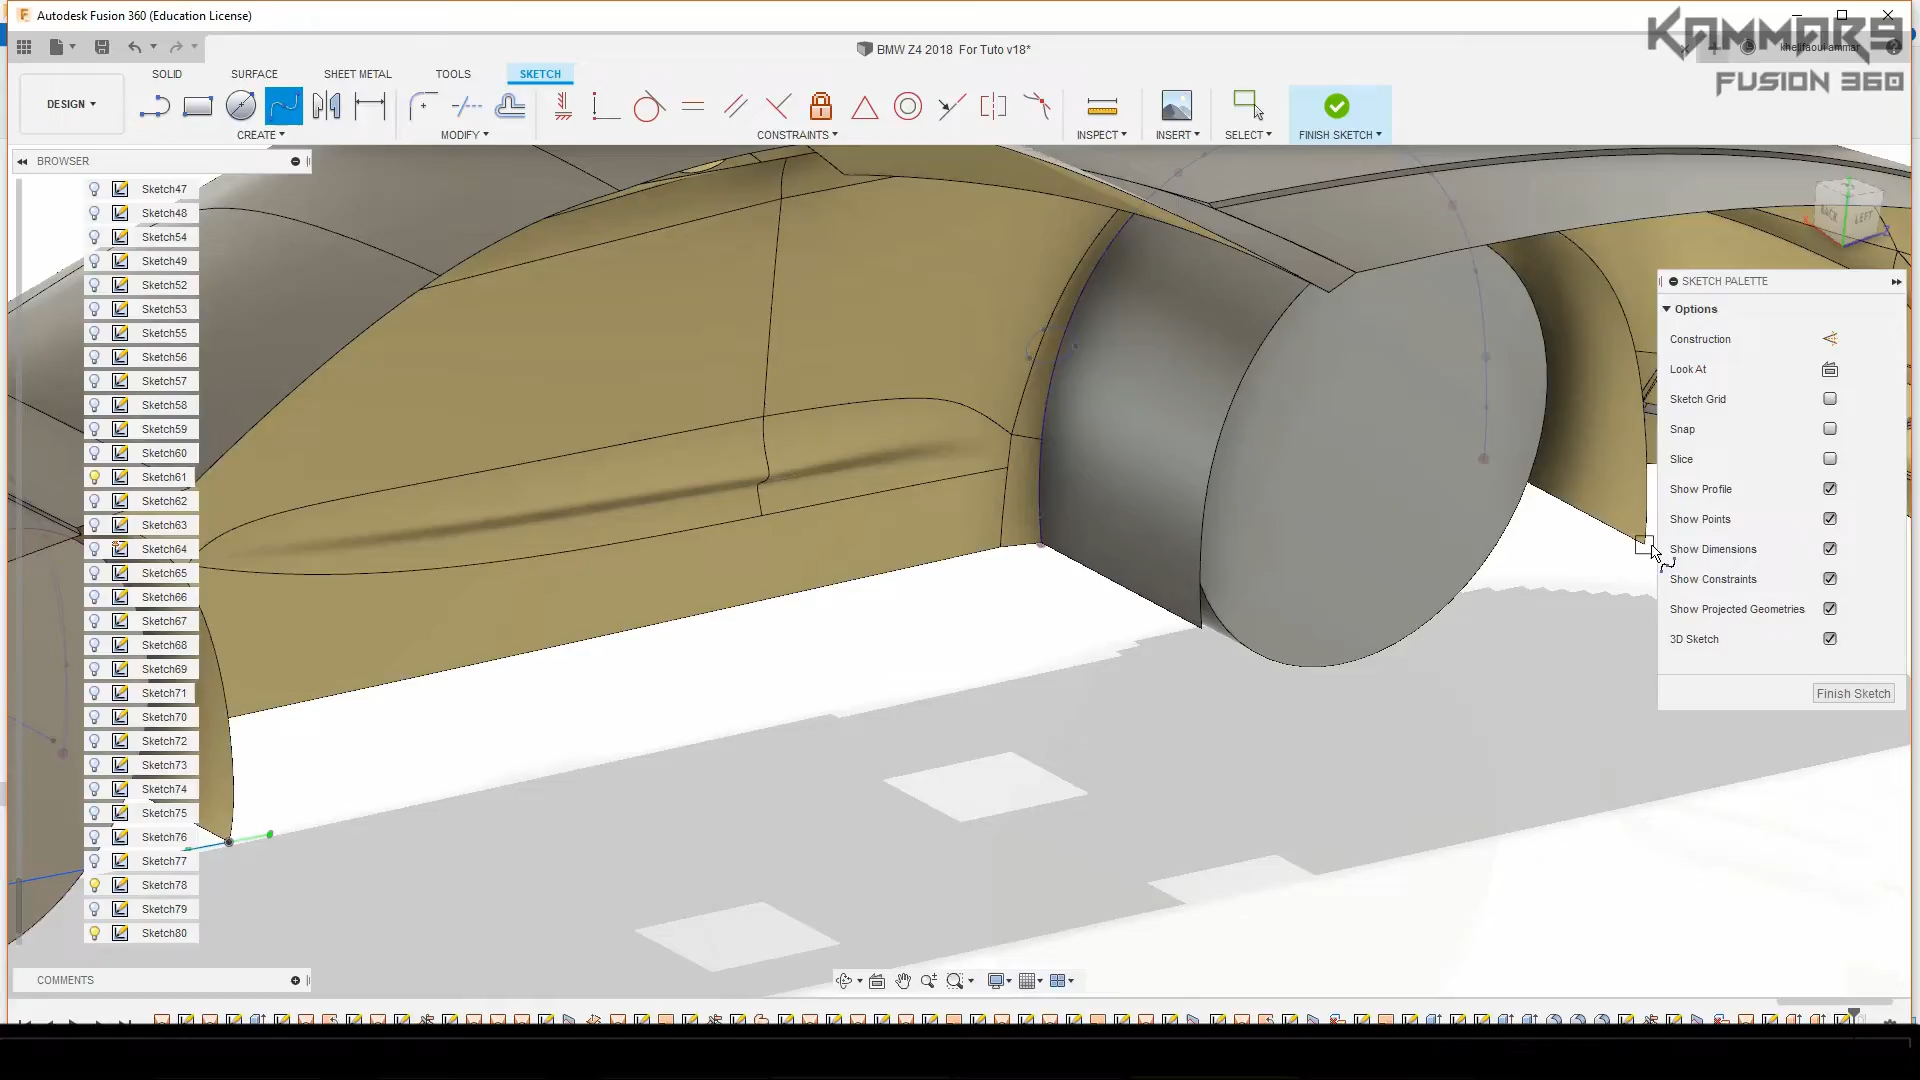 Autodesk Fusion 360 (Education License)
KAMMAR9
FUSION 360
BMW Z4 2018 For Tuto v18*
khelifaoui ammar
SOLID
SURFACE
SHEET METAL
TOOLS
SKETCH
DESIGN
CREATE
MODIFY
CONSTRAINTS
INSPECT
INSERT
SELECT
FINISH SKETCH
BROWSER
Sketch47
Sketch48
Sketch54
Sketch49
Sketch52
Sketch53
Sketch55
Sketch56
Sketch57
Sketch58
Sketch59
Sketch60
Sketch61
Sketch62
Sketch63
Sketch64
Sketch65
Sketch66
Sketch67
Sketch68
Sketch69
Sketch71
Sketch70
Sketch72
Sketch73
Sketch74
Sketch75
Sketch76
Sketch77
Sketch78
Sketch79
Sketch80
BACK
LEFT
SKETCH PALETTE
Options
Construction
Look At
Sketch Grid
Snap
Slice
Show Profile
Show Points
Show Dimensions
Show Constraints
Show Projected Geometries
3D Sketch
Finish Sketch
COMMENTS